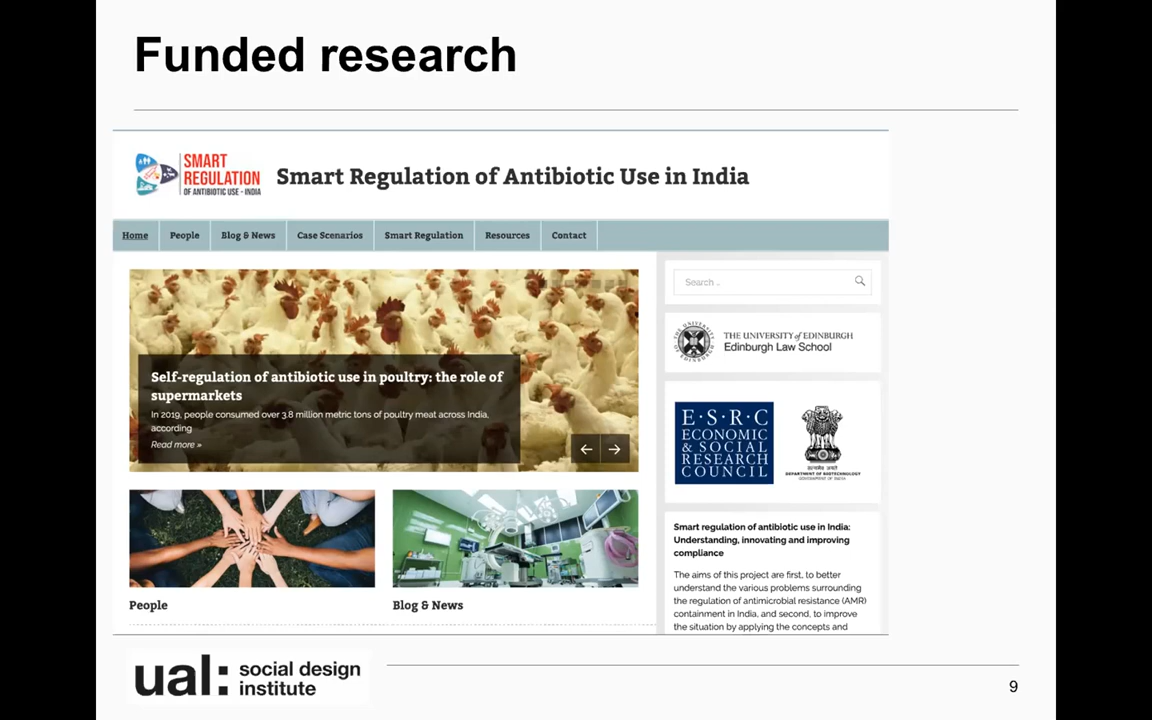 Funded research
SMART
REGULATION
OF ANTIBIOTIC USE - INDIA
Smart Regulation of Antibiotic Use in India
Home People Blog & News Case Scenarios Smart Regulation Resources Contact
Self-regulation of antibiotic use in poultry: the role of
supermarkets
In 2019, people consumed over 3.8 million metric tons of poultry meat across India,
according
Read more »
People
Blog & News
Search ..
THE UNIVERSITY of EDINBURGH
Edinburgh Law School
E·S·R·C
ECONOMIC
& SOCIAL
RESEARCH
COUNCIL
DEPARTMENT OF BIOTECHNOLOGY
GOVERNMENT OF INDIA
Smart regulation of antibiotic use in India:
Understanding, innovating and improving
compliance
The aims of this project are first, to better
understand the various problems surrounding
the regulation of antimicrobial resistance (AMR)
containment in India, and second, to improve
the situation by applying the concepts and
ual: social design
institute
9